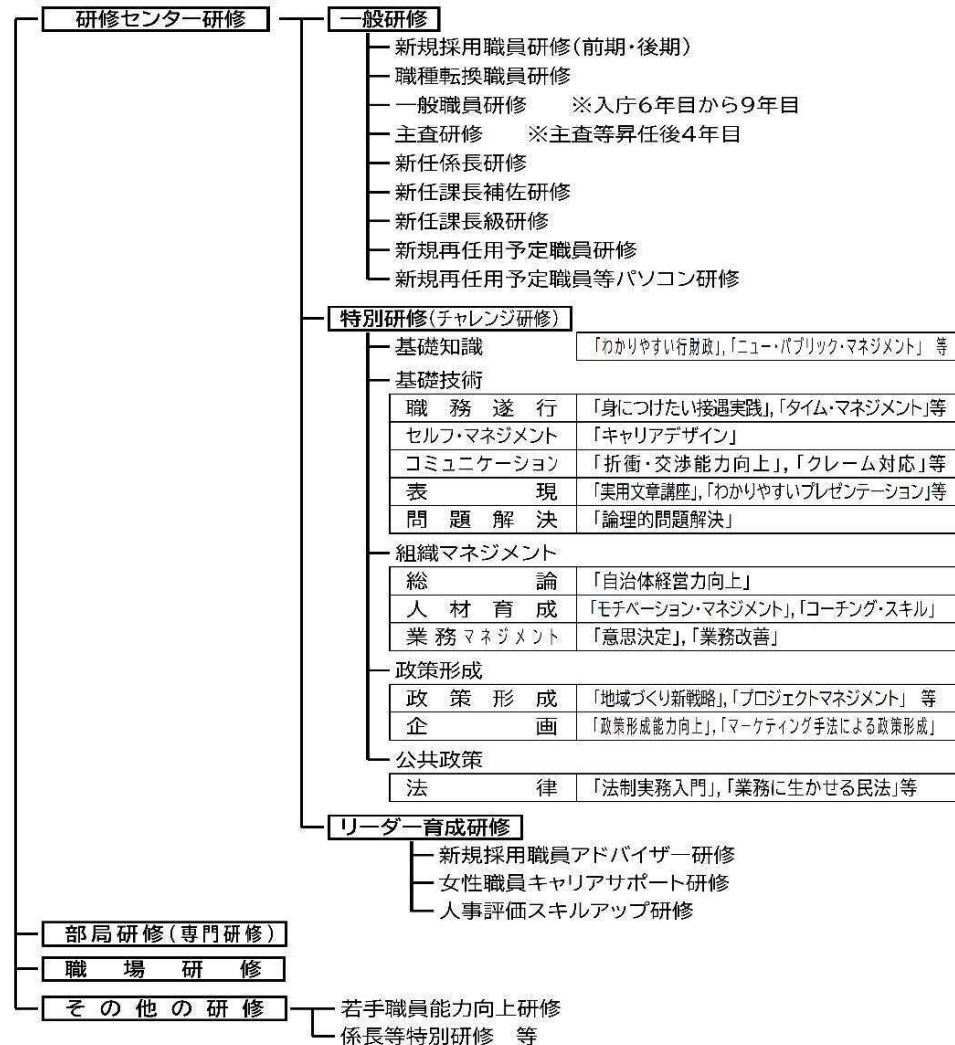 研修センター研修 一般研修
新規採用職員研修(前期・後期)
職種転換職員研修
一般職員研修 ※入庁6年目から9年目
主査研修 ※主査等昇任後4年目
新任係長研修
新任課長補佐研修
新任課長級研修
新規再任用予定職員研修
新規再任用予定職員等パソコン研修
特別研修(チャレンジ研修)
基礎知識 「わかりやすい行財政」,「ニュー・パブリック・マネジメント」 等
基礎技術
職務遂行 「身につけたい接遇実践」,「タイム・マネジメント」等
セルフ・マネジメント 「キャリアデザイン」
コミュニケーション 「折衝・交渉能力向上」,「クレーム対応」等
表現 「実用文章講座」,「わかりやすいプレゼンテーション」等
問題解決 「論理的問題解決」
組織マネジメント
総論 「自治体経営力向上」
人材育成 「モチベーション・マネジメント」,「コーチング・スキル」
業務マネジメント 「意思決定」,「業務改善」
政策形成
政策形成 「地域づくり新戦略」,「プロジェクトマネジメント」 等
企画 「政策形成能力向上」,「マーケティング手法による政策形成」
公共政策
法律 「法制実務入門」,「業務に生かせる民法」等
リーダー育成研修
新規採用職員アドバイザー研修
女性職員キャリアサポート研修
人事評価スキルアップ研修
部局研修(専門研修)
職場研修
その他の研修 若手職員能力向上研修
係長等特別研修 等